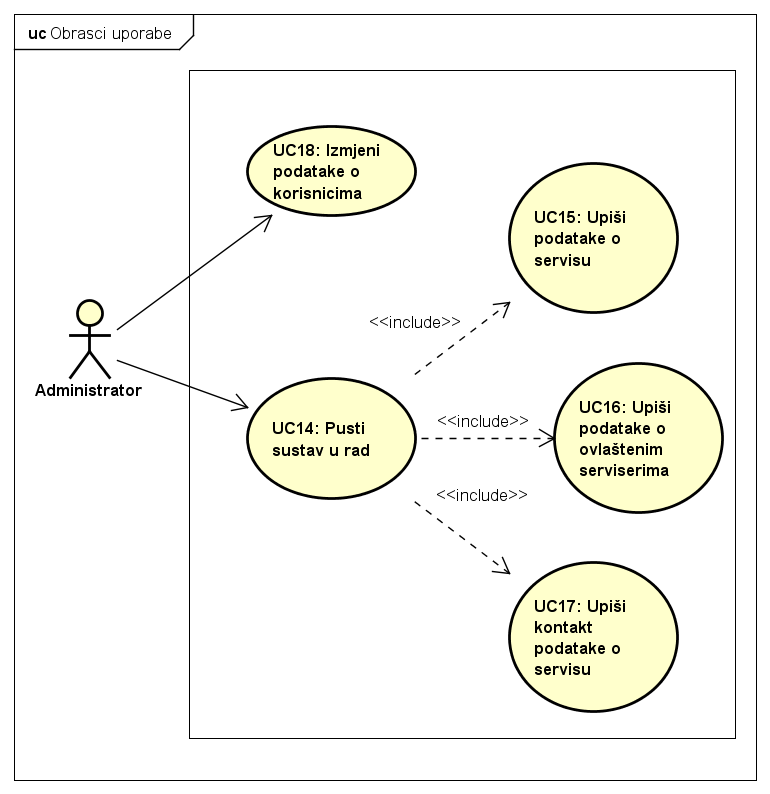 uc Obrasci uporabe
UC18: Izmjeni
podatake o
korisnicima
UC15: Upiši
podatake o
servisu
<<include>>
Administrator
UC14: Pusti
sustav u rad
<<include>>
UC16: Upiši
podatake o
ovlaštenim
serviserima
<<include>>
UC17: Upiši
kontakt
podatake o
servisu